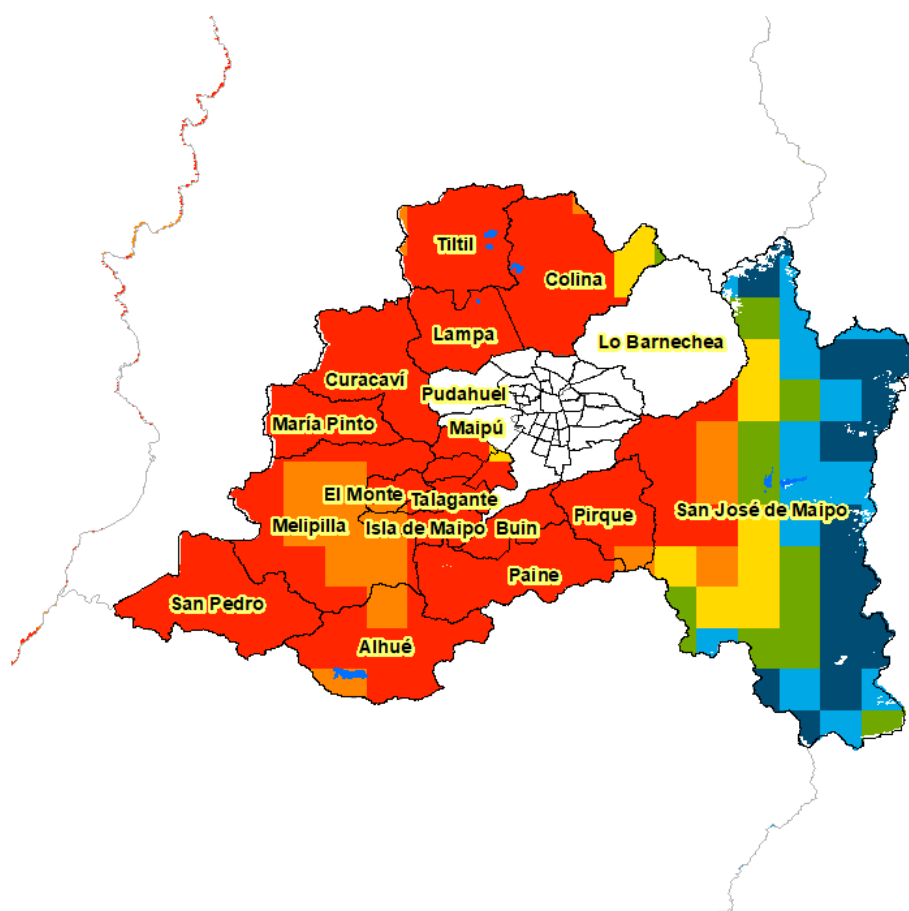 Tiltil
Colina
Lampa
Lo Barnechea
Curacaví
Pudahuel
María Pinto
Maipú
El Monte
Talagante
Melipilla
Isla de Maipo
Buin
Pirque
San José de Maipo
Paine
San Pedro
Alhué